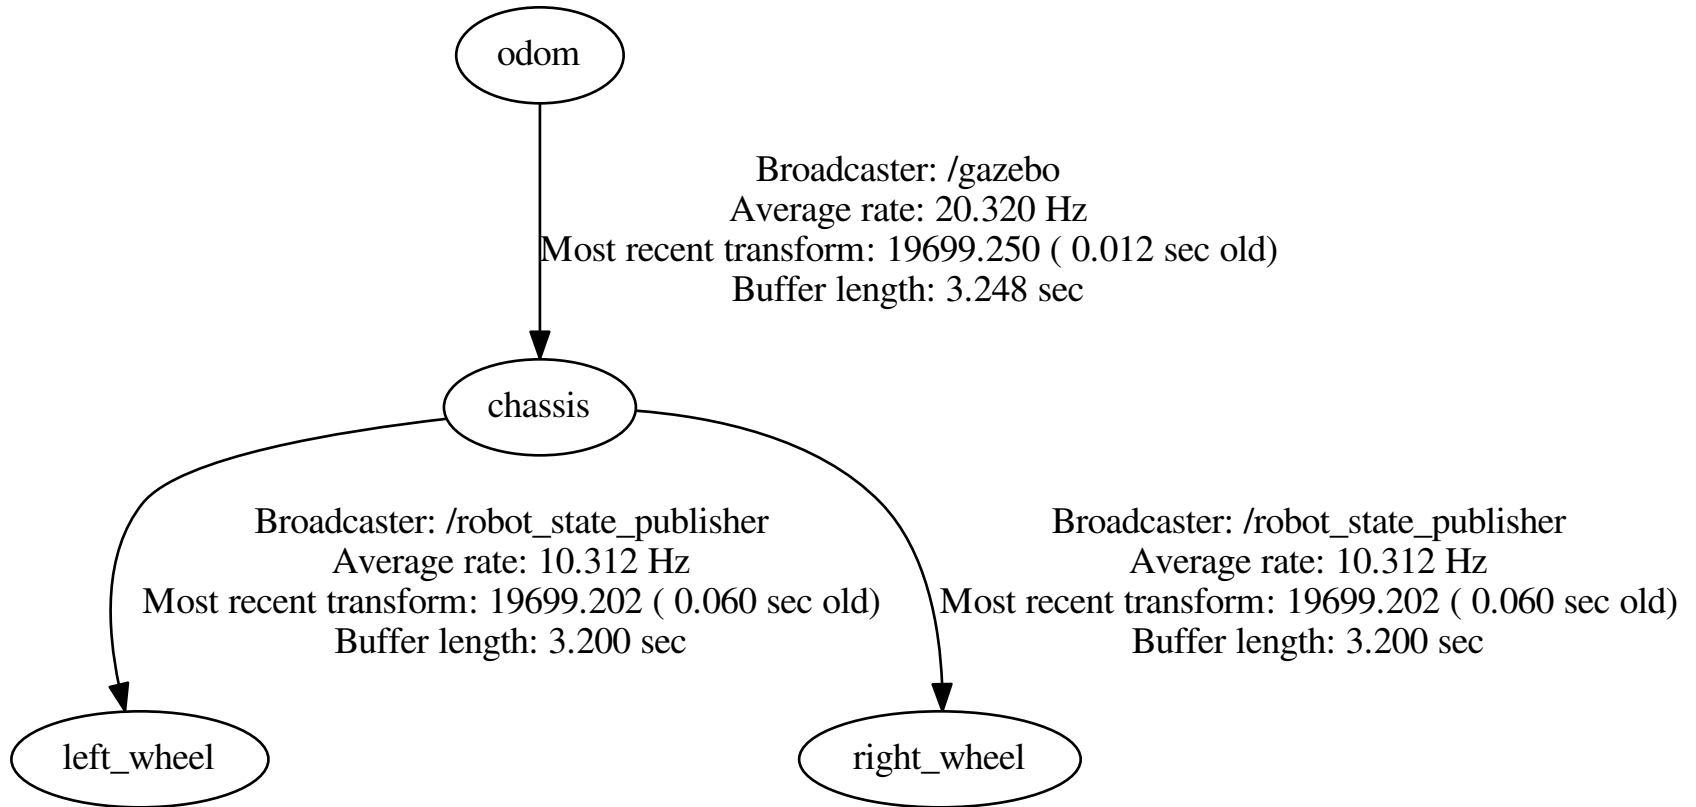 odom
Broadcaster: /gazebo
Average rate: 20.320 Hz
Most recent transform: 19699.250 ( 0.012 sec old)
Buffer length: 3.248 sec
chassis
Broadcaster: /robot_state_publisher
Average rate: 10.312 Hz
Most recent transform: 19699.202 ( 0.060 sec old)
Buffer length: 3.200 sec
Broadcaster: /robot_state_publisher
Average rate: 10.312 Hz
Most recent transform: 19699.202 ( 0.060 sec old)
Buffer length: 3.200 sec
left_wheel
right_wheel